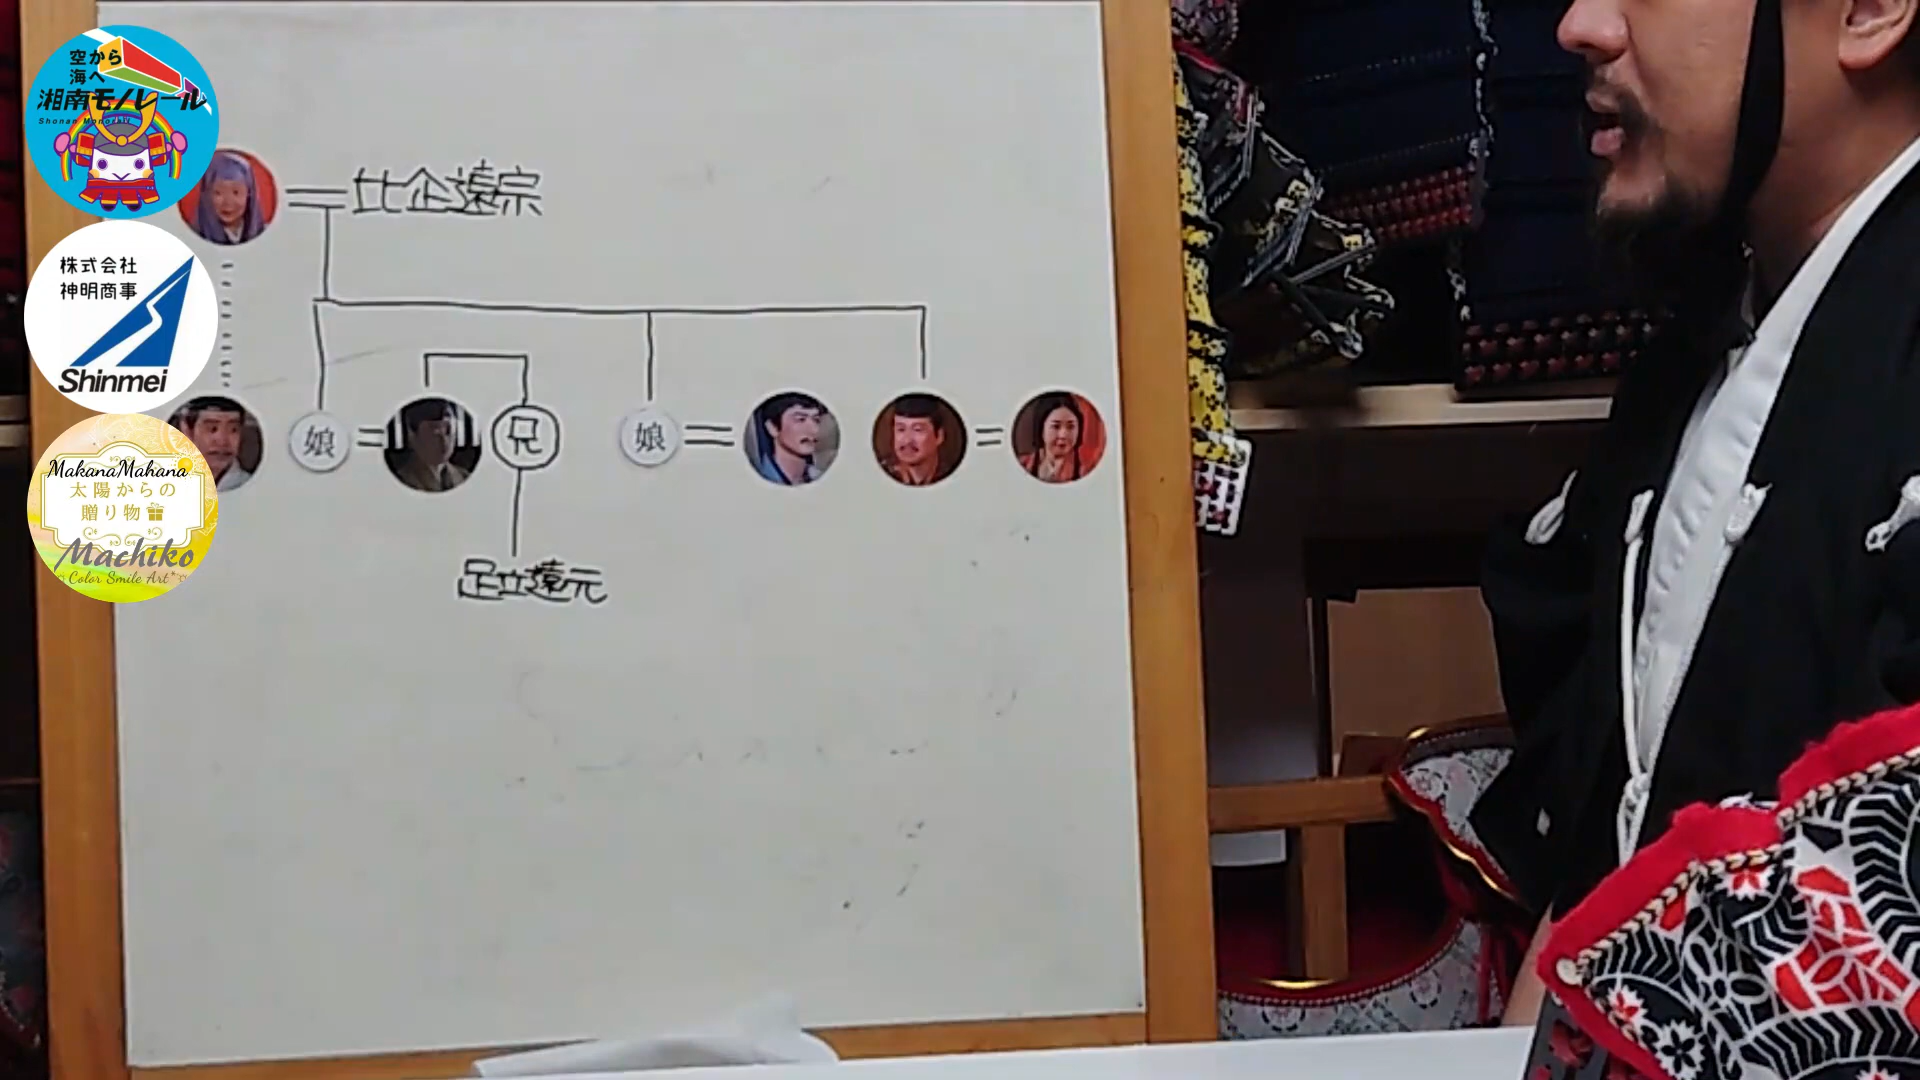 空から
海へ
湘南モノレール
Shonan Monorail
株式会社
神明商事
Shinmei
MakanaMahana
太陽からの
贈り物
Machiko
Color Smile Art
比企遠宗
娘
兄
娘
足立遠元